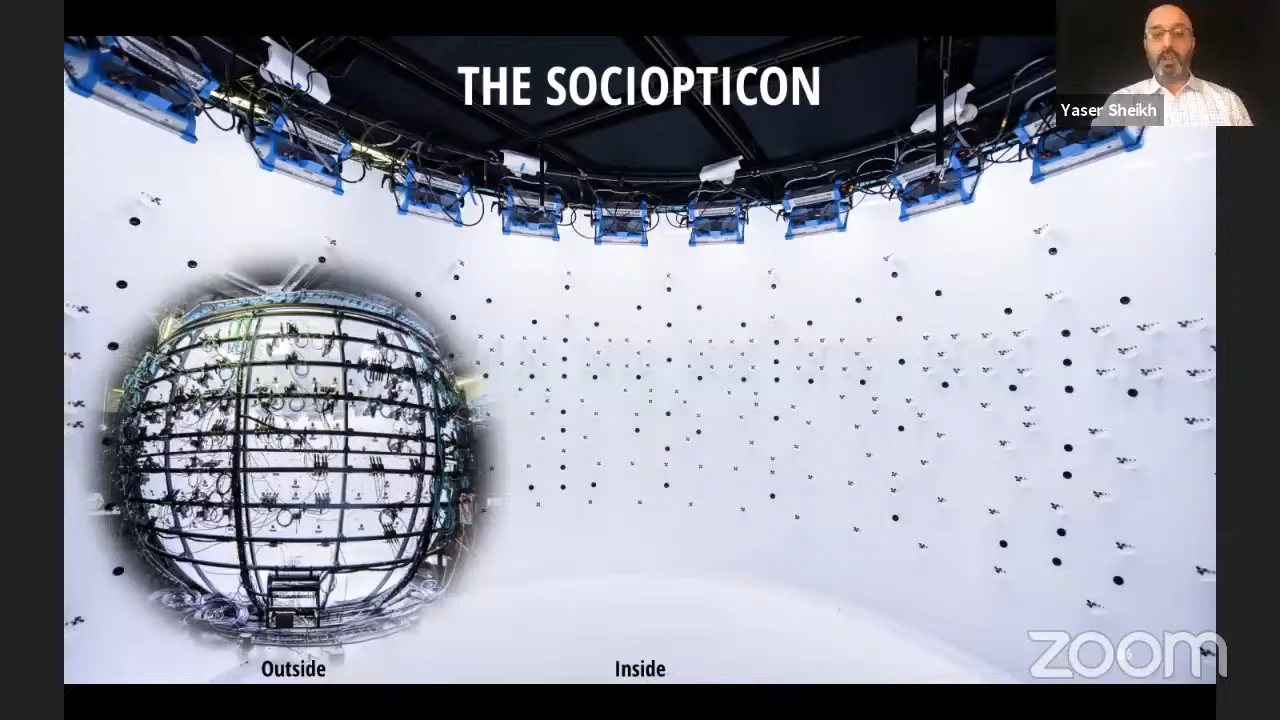 THE SOCIOPTICON
Yaser Sheikh
Outside
Inside
zoom